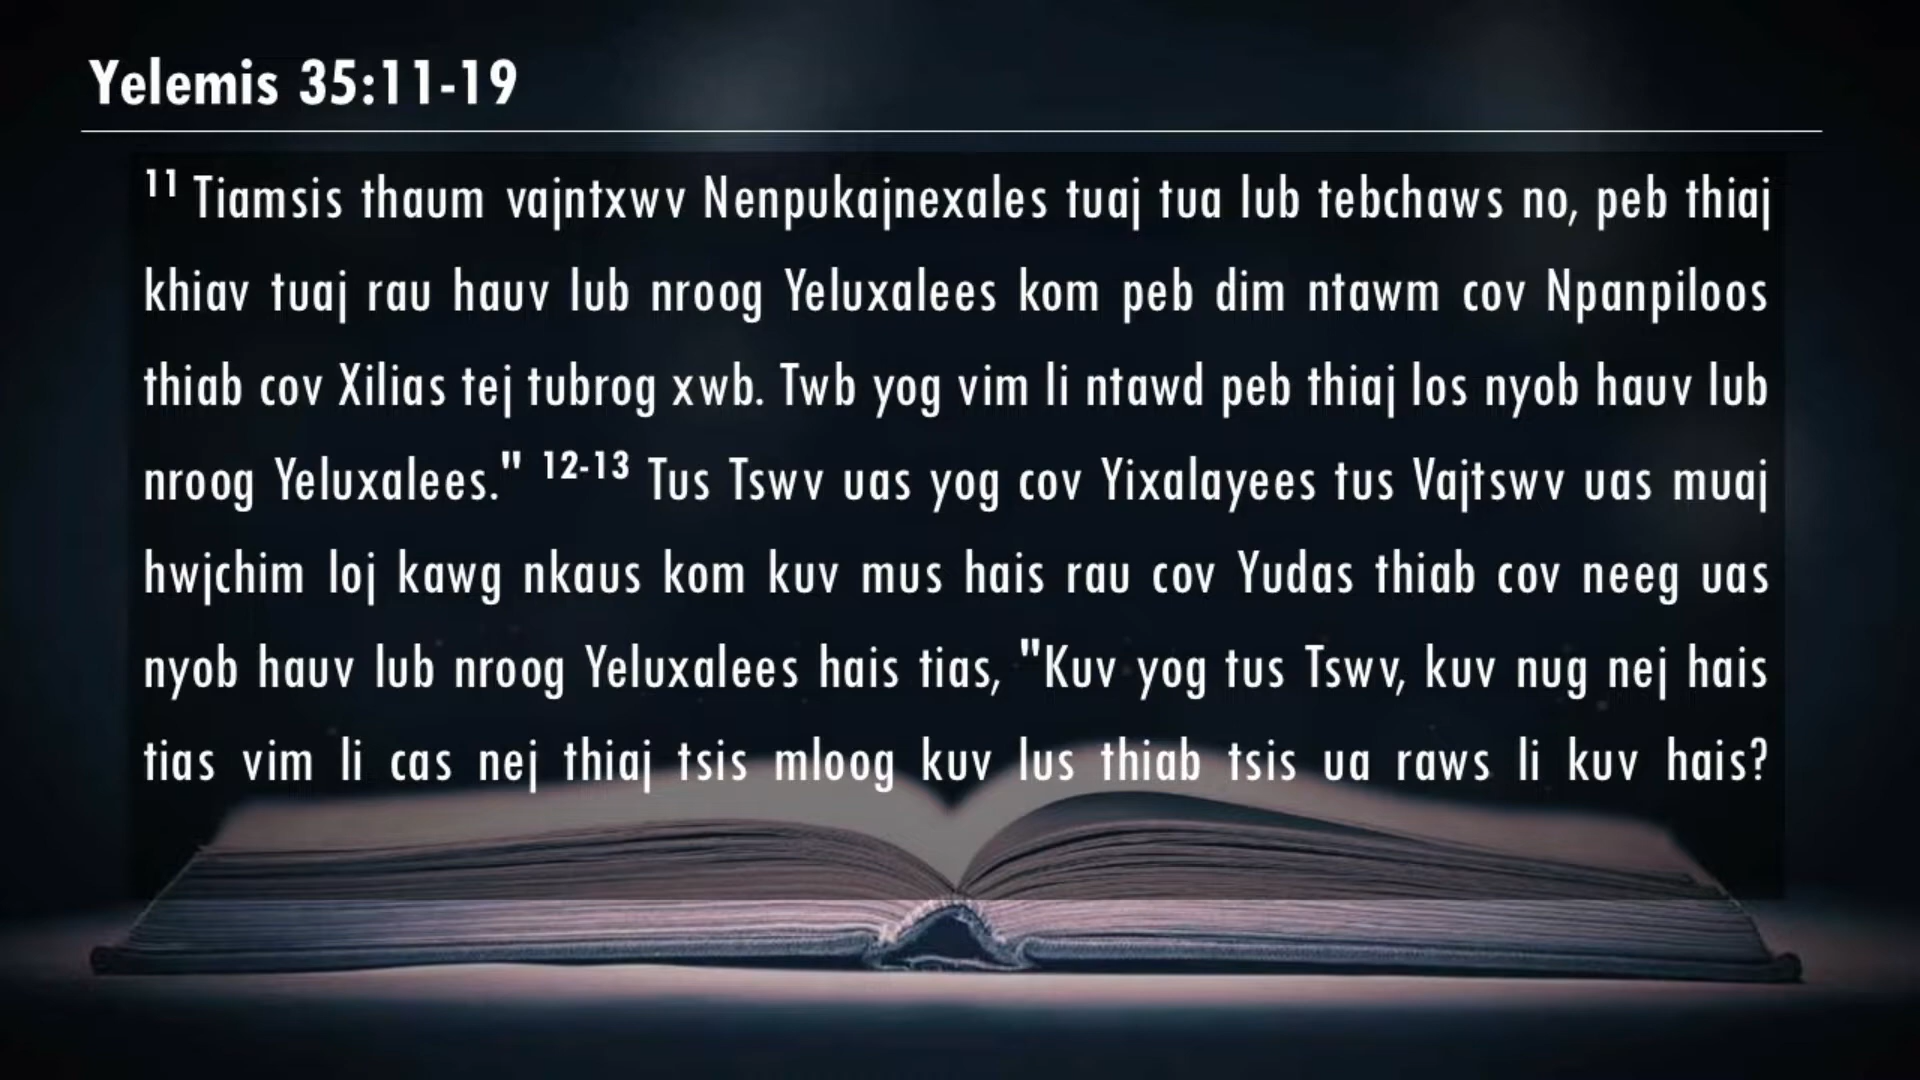 Yelemis 35:11-19
11 Tiamsis thaum vajntxwv Nenpukajnexales tuaj tua lub tebchaws no, peb thiaj
khiav tuaj rau hauv lub nroog Yeluxalees kom peb dim ntawm cov Npanpiloos
thiab cov Xilias tej tubrog xwb. Twb yog vim li ntawd peb thiaj los nyob hauv lub
nroog Yeluxalees." 12-13 Tus Tswv uas yog cov Yixalayees tus Vajtswv uas muaj
hwjchim loj kawg nkaus kom kuv mus hais rau cov Yudas thiab cov neeg uas
nyob hauv lub nroog Yeluxalees hais tias, "Kuv yog tus Tswv, kuv nug nej hais
tias vim li cas nej thiaj tsis mloog kuv lus thiab tsis ua raws li kuv hais?